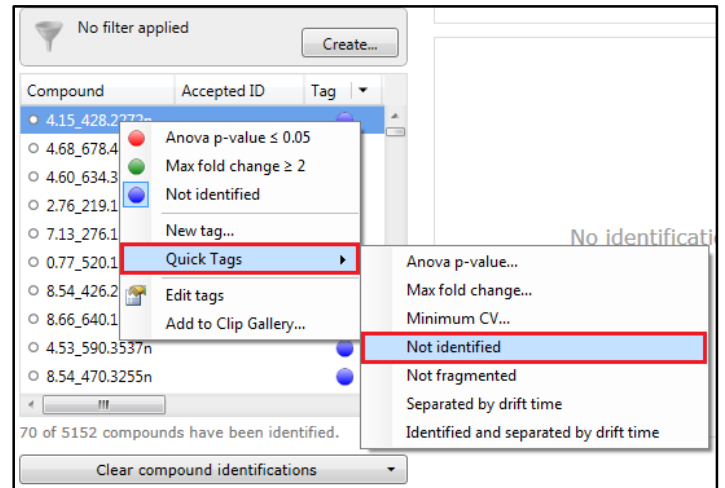 No filter applied
Create...
Compound Accepted ID Tag
4.15_428.2272n
4.68_678.4
4.60_634.3
2.76_219.1
7.13_276.1
0.77_520.1
8.54_426.2
8.66_640.1
4.53_590.3537n
8.54_470.3255n
Anova p-value ≤ 0.05
Max fold change ≥ 2
Not identified
New tag...
Quick Tags
Edit tags
Add to Clip Gallery...
No identificati
Anova p-value...
Max fold change...
Minimum CV...
Not identified
Not fragmented
Separated by drift time
Identified and separated by drift time
70 of 5152 compounds have been identified.
Clear compound identifications